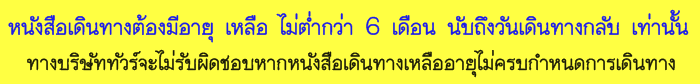 หนังสือเดินทางต้องมีอายุ เหลือ ไม่ต่ำกว่า 6 เดือน นับถึงวันเดินทางกลับ เท่านั้น
ทางบริษัททัวร์จะไม่รับผิดชอบหากหนังสือเดินทางเหลืออายุไม่ครบกำหนดการเดินทาง